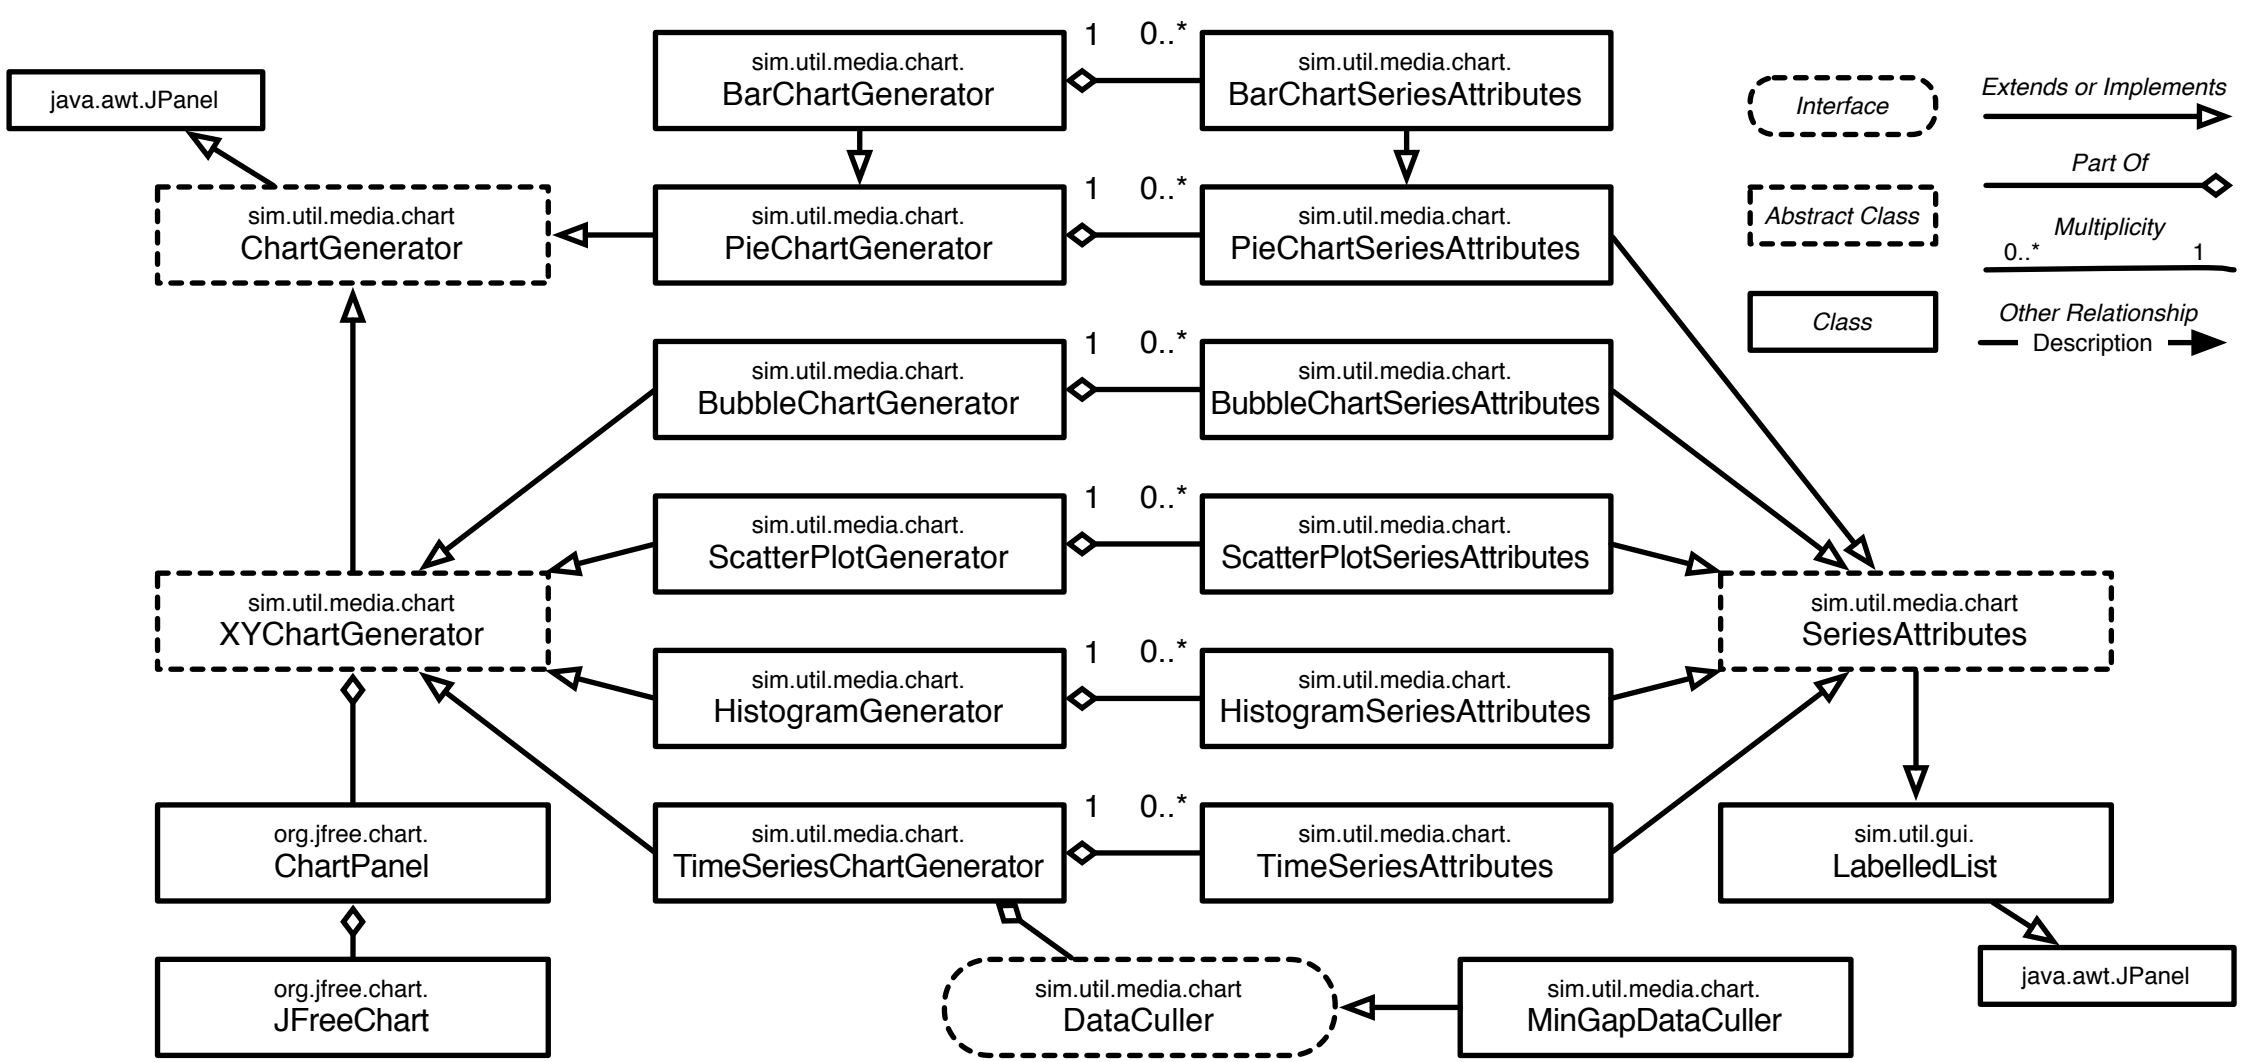 1 0..*
sim.util.media.chart.
BarChartGenerator
sim.util.media.chart.
BarChartSeriesAttributes
java.awt.JPanel
Interface
Extends or Implements
Part Of
1 0..*
sim.util.media.chart
ChartGenerator
sim.util.media.chart.
PieChartGenerator
sim.util.media.chart.
PieChartSeriesAttributes
Abstract Class
Multiplicity
0..* 1
Class
Other Relationship
Description
1 0..*
sim.util.media.chart.
BubbleChartGenerator
sim.util.media.chart.
BubbleChartSeriesAttributes
1 0..*
sim.util.media.chart.
ScatterPlotGenerator
sim.util.media.chart.
ScatterPlotSeriesAttributes
sim.util.media.chart
XYChartGenerator
sim.util.media.chart
SeriesAttributes
1 0..*
sim.util.media.chart.
HistogramGenerator
sim.util.media.chart.
HistogramSeriesAttributes
1 0..*
org.jfree.chart.
ChartPanel
sim.util.media.chart.
TimeSeriesChartGenerator
sim.util.media.chart.
TimeSeriesAttributes
sim.util.gui.
LabelledList
org.jfree.chart.
JFreeChart
sim.util.media.chart
DataCuller
sim.util.media.chart.
MinGapDataCuller
java.awt.JPanel